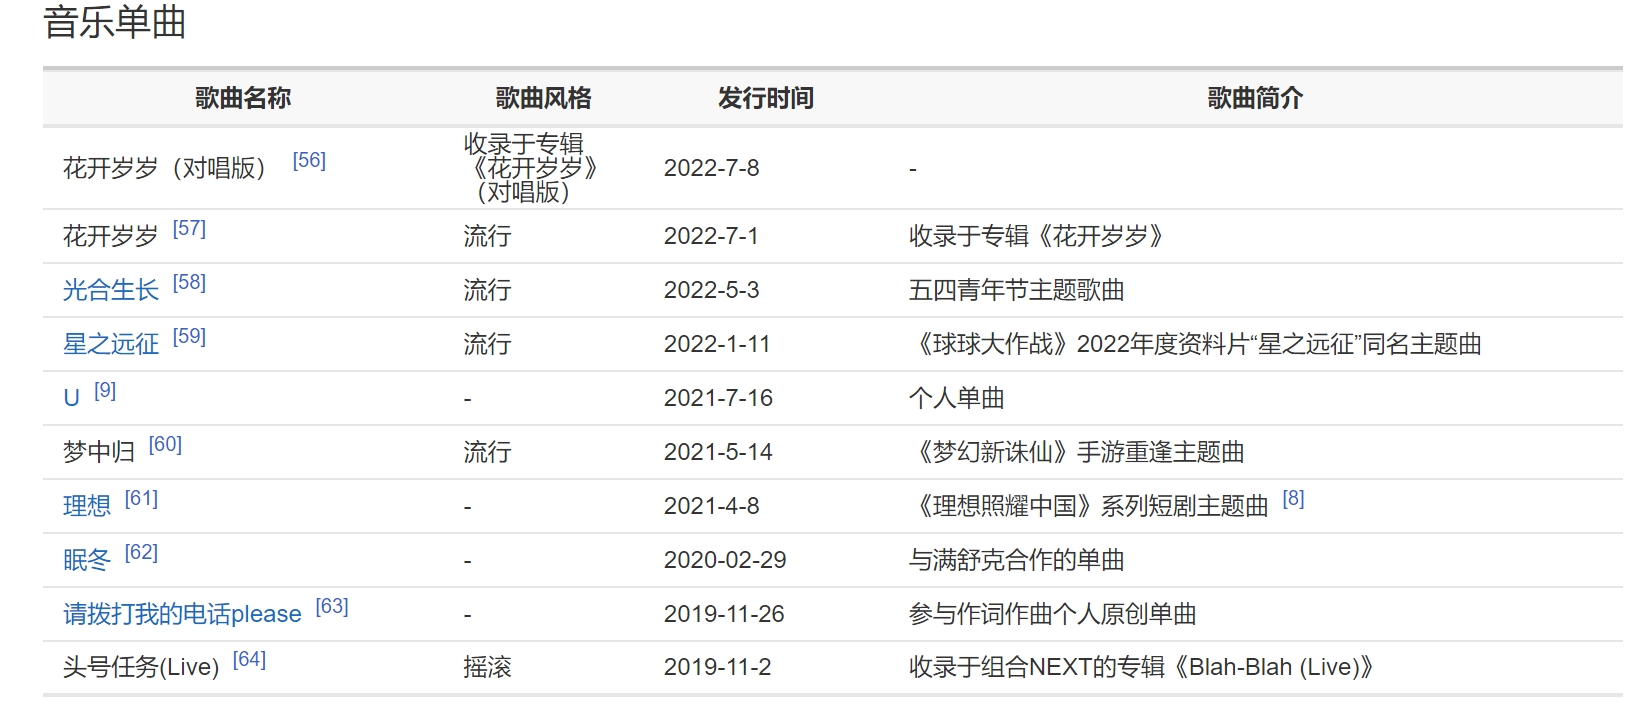 音乐单曲
歌曲名称 歌曲风格 发行时间 歌曲简介
花开岁岁（对唱版） [56] 收录于专辑《花开岁岁》（对唱版） 2022-7-8 -
花开岁岁 [57] 流行 2022-7-1 收录于专辑《花开岁岁》
光合生长 [58] 流行 2022-5-3 五四青年节主题歌曲
星之远征 [59] 流行 2022-1-11 《球球大作战》2022年度资料片“星之远征”同名主题曲
U [9] - 2021-7-16 个人单曲
梦中归 [60] 流行 2021-5-14 《梦幻新诛仙》手游重逢主题曲
理想 [61] - 2021-4-8 《理想照耀中国》系列短剧主题曲 [8]
眠冬 [62] - 2020-02-29 与满舒克合作的单曲
请拨打我的电话please [63] - 2019-11-26 参与作词作曲个人原创单曲
头号任务(Live) [64] 摇滚 2019-11-2 收录于组合NEXT的专辑《Blah-Blah (Live)》